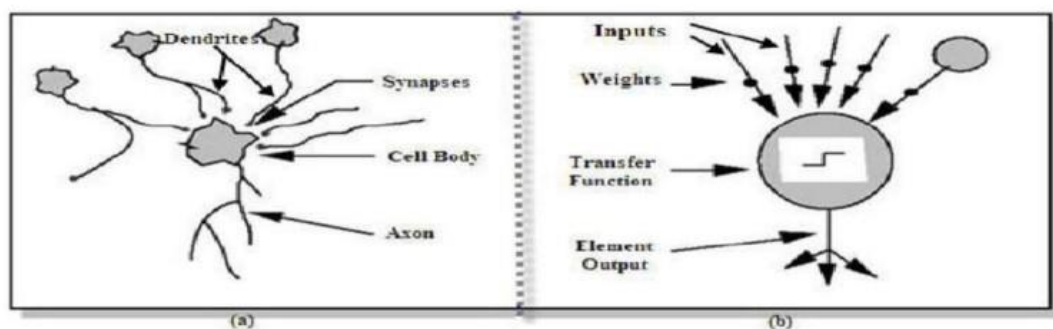 Dendrites
Synapses
Cell Body
Axon
(a)
Inputs
Weights
Transfer
Function
Element
Output
(b)